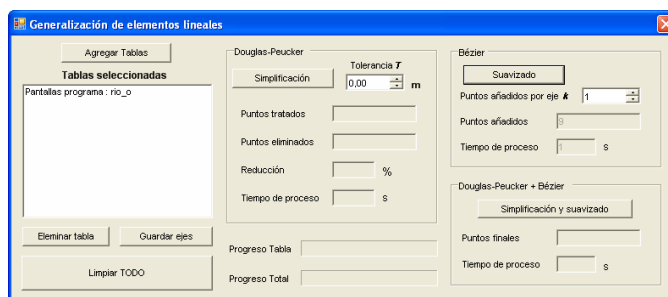 Generalización de elementos lineales
Agregar Tablas
Tablas seleccionadas
Pantallas programa : rio_o
Eleminar tabla
Guardar ejes
Limpiar TODO
Douglas-Peucker
Tolerancia T
Simplificación
0,00
m
Puntos tratados
Puntos eliminados
Reducción
%
Tiempo de proceso
s
Progreso Tabla
Progreso Total
Bézier
Suavizado
Puntos añadidos por eje k
1
Puntos añadidos
9
Tiempo de proceso
1
s
Douglas-Peucker + Bézier
Simplificación y suavizado
Puntos finales
Tiempo de proceso
s